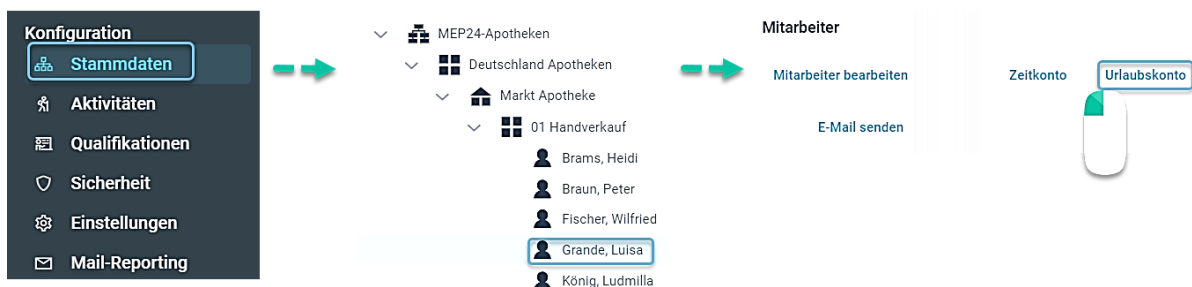 Konfiguration
Stammdaten
Aktivitäten
Qualifikationen
Sicherheit
Einstellungen
Mail-Reporting
MEP24-Apotheken
Deutschland Apotheken
Markt Apotheke
01 Handverkauf
Brams, Heidi
Braun, Peter
Fischer, Wilfried
Grande, Luisa
König, Ludmilla
Mitarbeiter
Mitarbeiter bearbeiten
Zeitkonto
Urlaubskonto
E-Mail senden